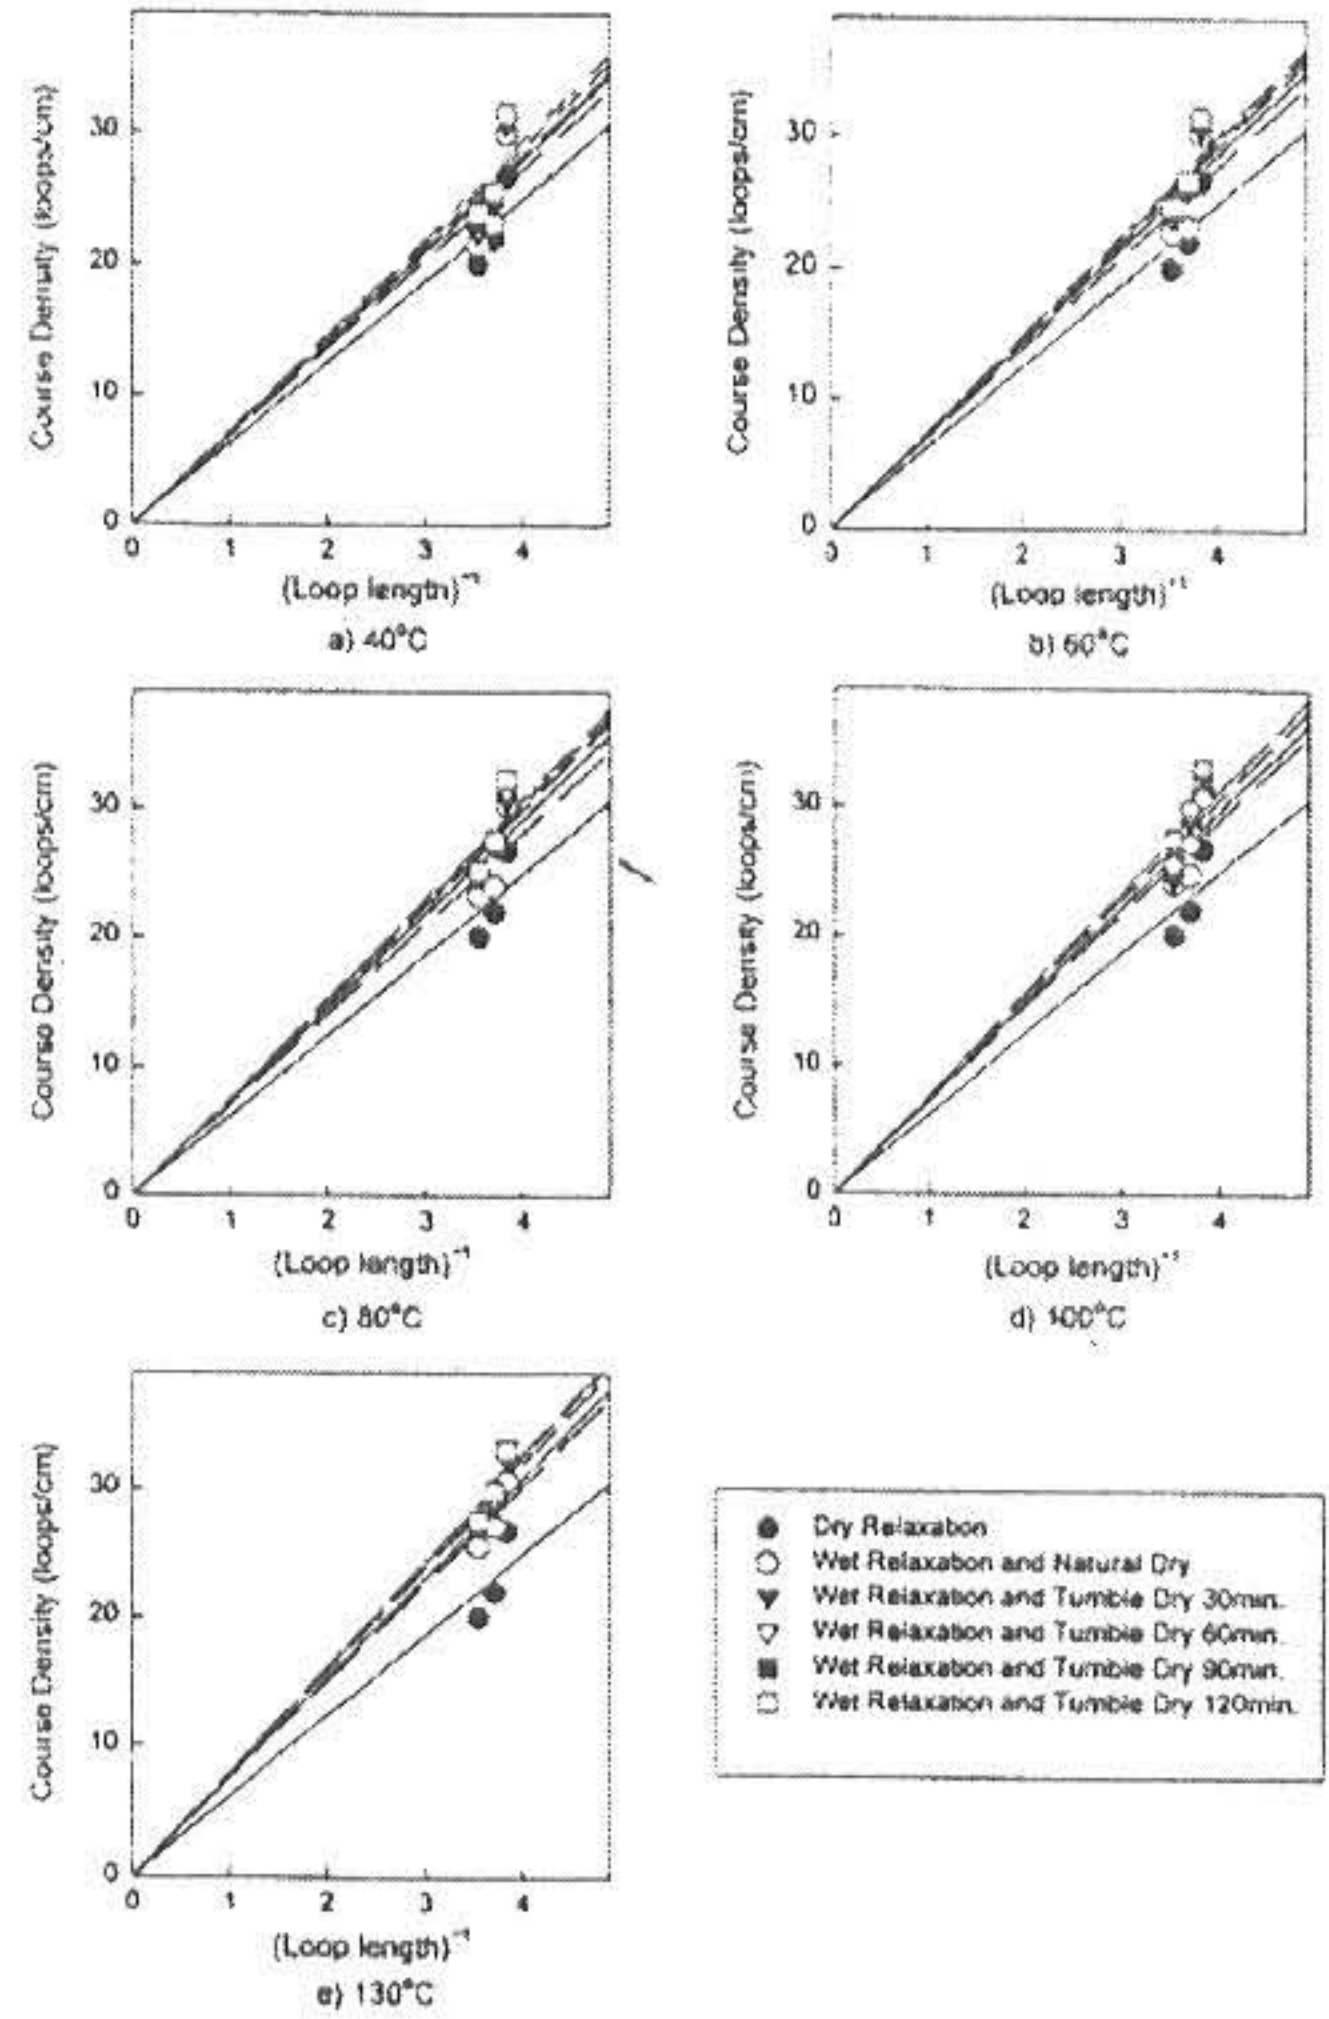 Course Density (loops/cm)
30
20
10
0
0 1 2 3 4
(Loop length)⁻¹
a) 40°C
Course Density (loops/cm)
30
20
10
0
0 1 2 3 4
(Loop length)⁻¹
b) 60°C
Course Density (loops/cm)
30
20
10
0
0 1 2 3 4
(Loop length)⁻¹
c) 80°C
Course Density (loops/cm)
30
20
10
0
0 1 2 3 4
(Loop length)⁻¹
d) 100°C
Course Density (loops/cm)
30
20
10
0
0 1 2 3 4
(Loop length)⁻¹
e) 130°C
Dry Relaxation
Wet Relaxation and Natural Dry
Wet Relaxation and Tumble Dry 30min.
Wet Relaxation and Tumble Dry 60min.
Wet Relaxation and Tumble Dry 90min.
Wet Relaxation and Tumble Dry 120min.